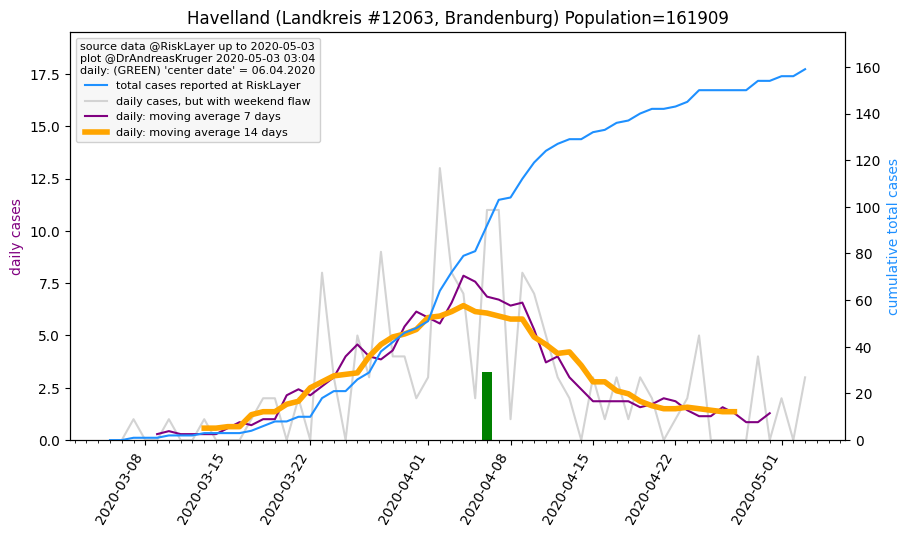 Havelland (Landkreis #12063, Brandenburg) Population=161909
source data @RiskLayer up to 2020-05-03
plot @DrAndreasKruger 2020-05-03 03:04
daily: (GREEN) 'center date' = 06.04.2020
total cases reported at RiskLayer
daily cases, but with weekend flaw
daily: moving average 7 days
daily: moving average 14 days
daily cases
17.5
15.0
12.5
10.0
7.5
5.0
2.5
0.0
160
140
120
100
80
60
40
20
0
cumulative total cases
2020-03-08
2020-03-15
2020-03-22
2020-04-01
2020-04-08
2020-04-15
2020-04-22
2020-05-01